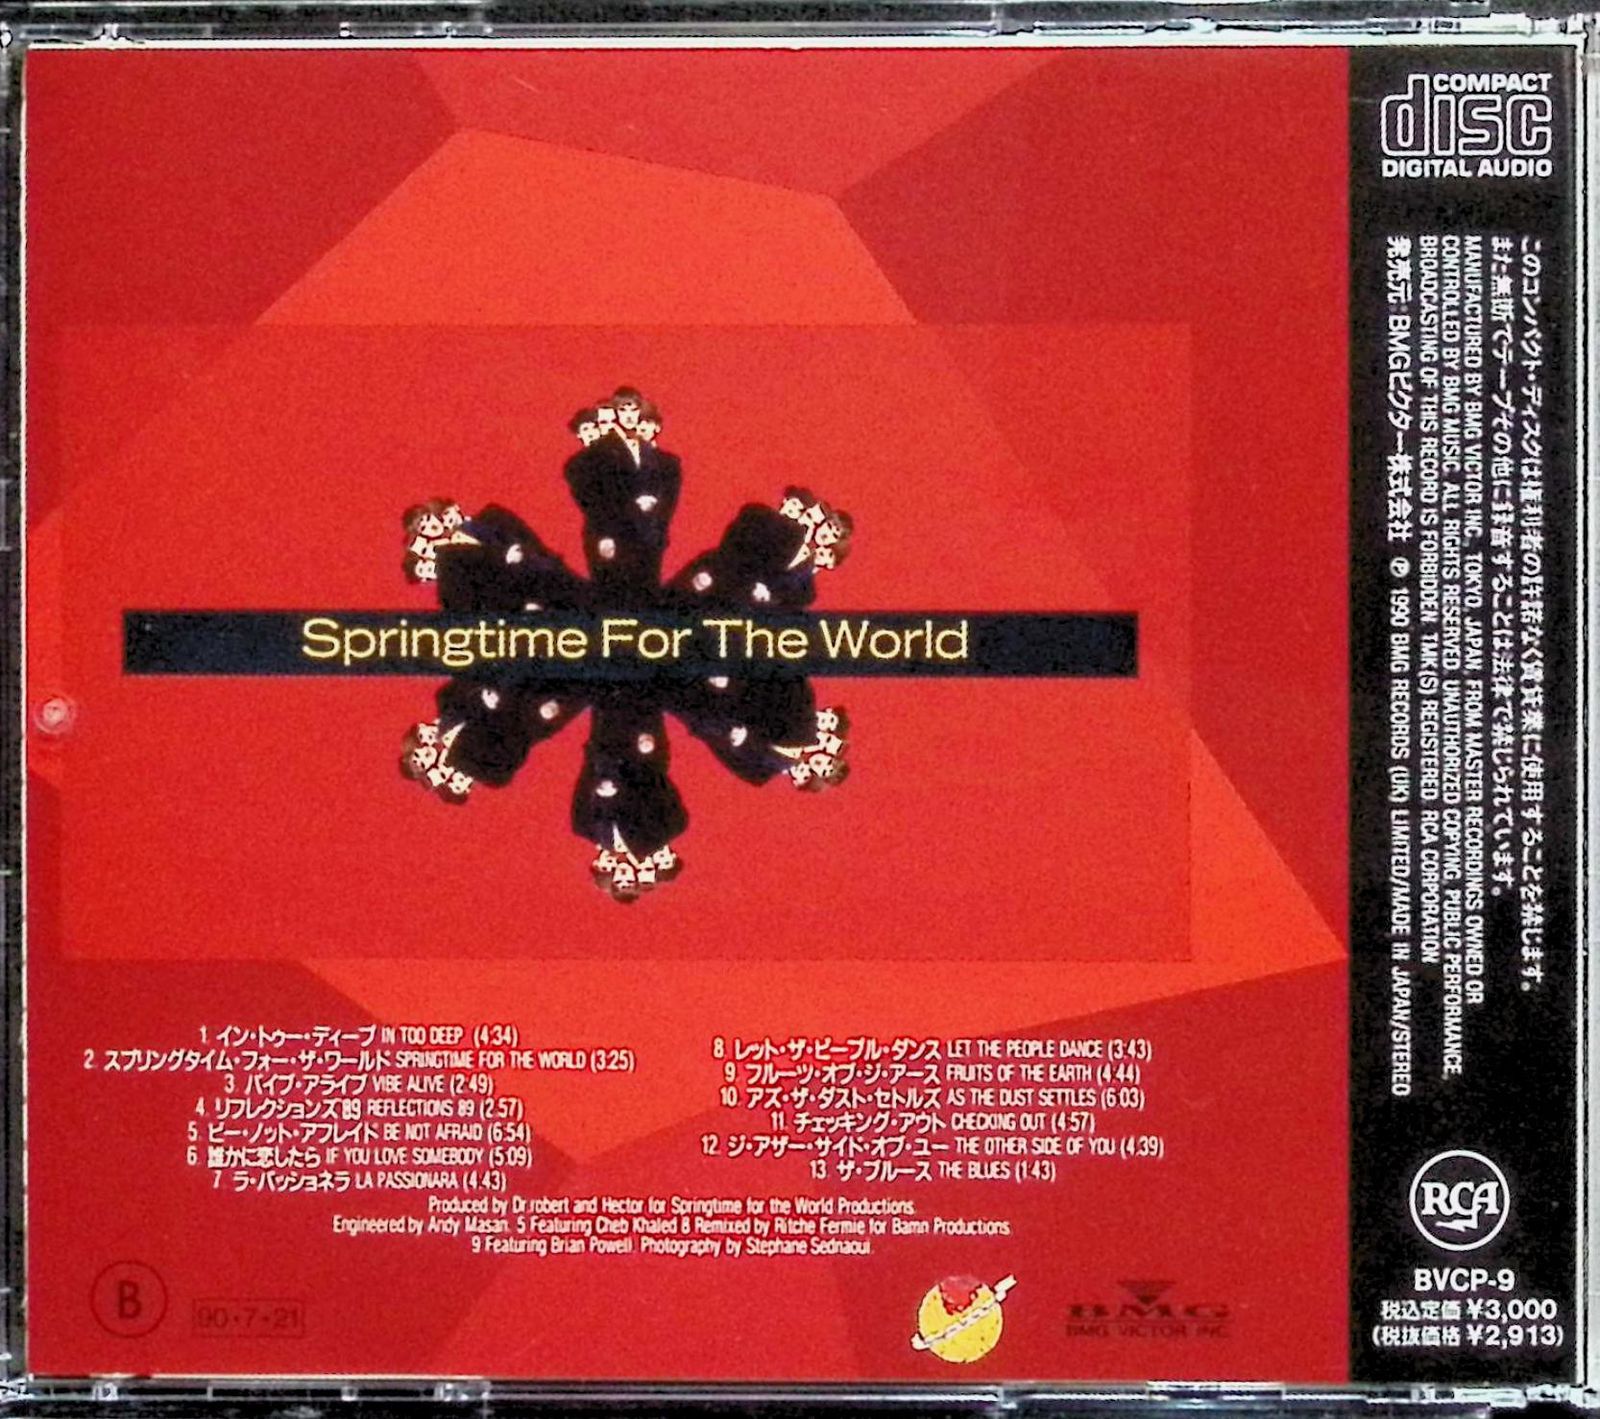 COMPACT
disc
DIGITAL AUDIO
このコンパクト・ディスクは権利者の許諾なく賃貸業に使用することを禁じます。
また無断でテープその他に録音することは法律で禁じられています。
MANUFACTURED BY BMG VICTOR INC., TOKYO, JAPAN, FROM MASTER RECORDINGS OWNED OR
CONTROLLED BY BMG MUSIC. ALL RIGHTS RESERVED. UNAUTHORIZED COPYING, PUBLIC PERFORMANCE,
BROADCASTING OF THIS RECORD IS FORBIDDEN. TMK(S) REGISTERED. RCA CORPORATION
発売元:BMGビクター株式会社 ℗ 1990 BMG RECORDS (UK) LIMITED/MADE IN JAPAN/STEREO
Springtime For The World
1. イン・トゥー・ディープ IN TOO DEEP (4:34)
2. スプリングタイム・フォー・ザ・ワールド SPRINGTIME FOR THE WORLD (3:25)
3. バイブ・アライブ VIBE ALIVE (2:49)
4. リフレクションズ'89 REFLECTIONS 89 (2:57)
5. ビー・ノット・アフレイド BE NOT AFRAID (6:54)
6. 誰かに恋したら IF YOU LOVE SOMEBODY (5:09)
7. ラ・パッショネラ LA PASSIONARA (4:43)
8. レット・ザ・ピープル・ダンス LET THE PEOPLE DANCE (3:43)
9. フルーツ・オブ・ジ・アース FRUITS OF THE EARTH (4:44)
10. アズ・ザ・ダスト・セトルズ AS THE DUST SETTLES (6:03)
11. チェッキング・アウト CHECKING OUT (4:57)
12. ジ・アザー・サイド・オブ・ユー THE OTHER SIDE OF YOU (4:39)
13. ザ・ブルース THE BLUES (1:43)
Produced by Dr.robert and Hector for Springtime for the World Productions.
Engineered by Andy Masan. 5 Featuring Cheb Khaled 8 Remixed by Ritche Fermie for Bamn Productions.
9 Featuring Brian Powell. Photography by Stephane Sednaoui.
B
90・7・21
BMG
BMG VICTOR INC.
RCA
BVCP-9
税込定価 ¥3,000
(税抜価格 ¥2,913)